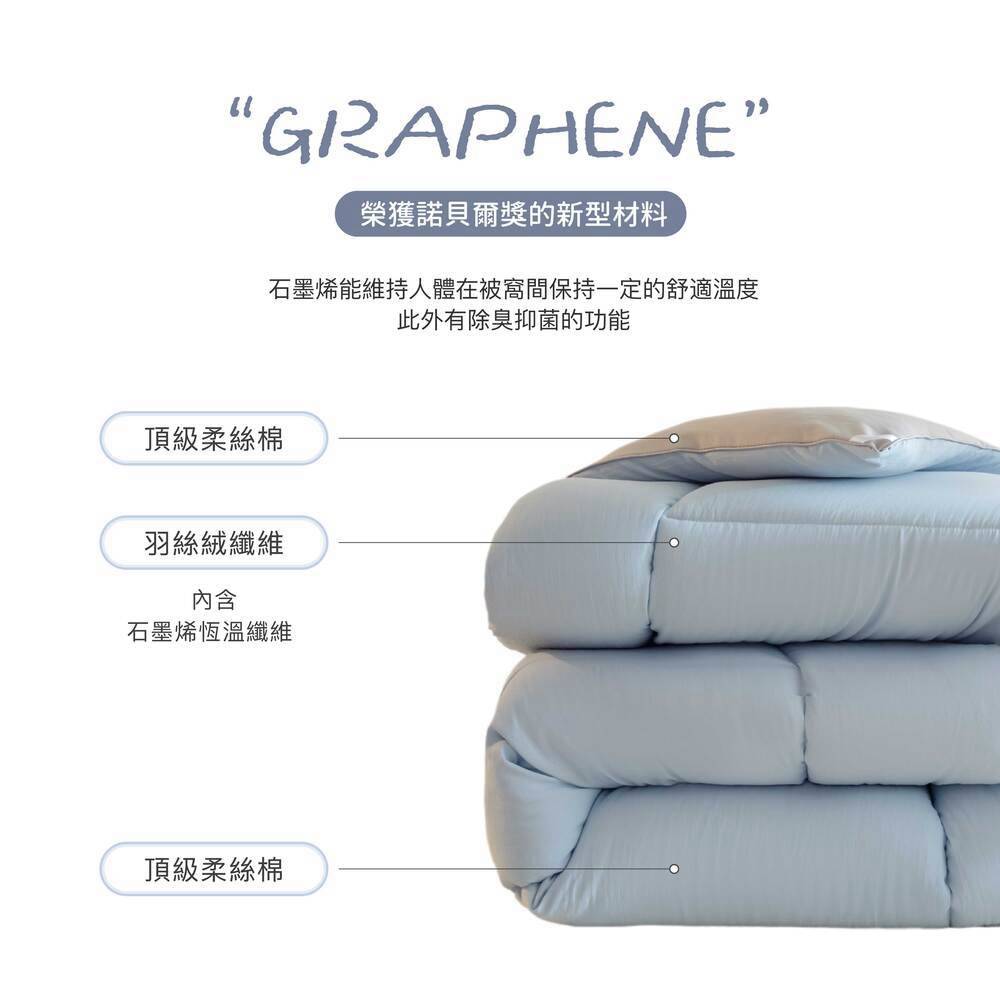 “GRAPHENE”
榮獲諾貝爾獎的新型材料
石墨烯能維持人體在被窩間保持一定的舒適溫度
此外有除臭抑菌的功能
頂級柔絲棉
羽絲絨纖維
內含
石墨烯恆溫纖維
頂級柔絲棉